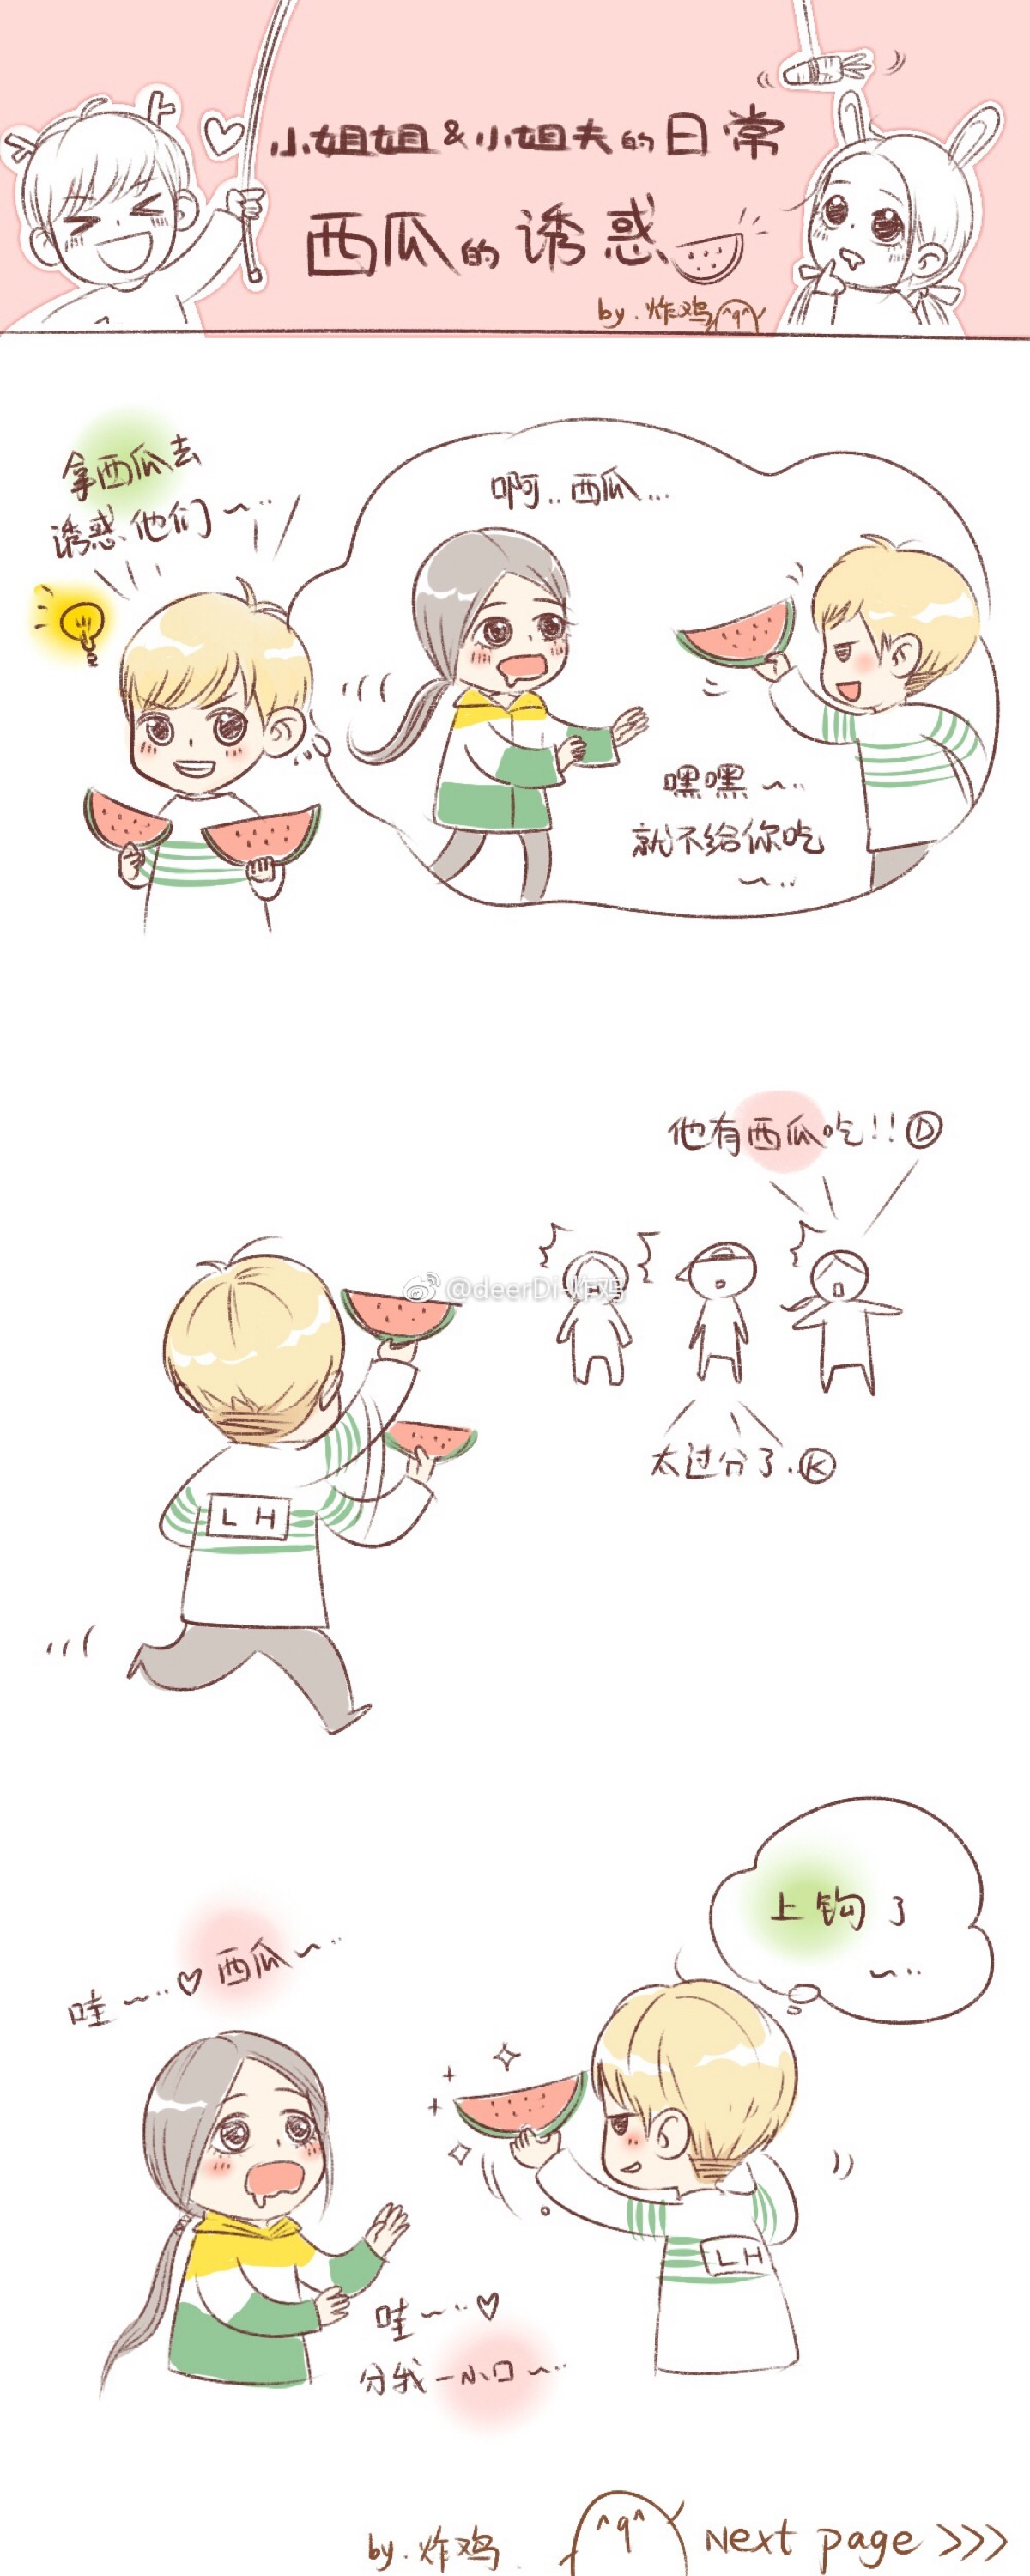 小姐姐&小姐夫的日常
西瓜的诱惑
by.炸鸡
拿西瓜去
诱惑他们~...
啊..西瓜...
嘿嘿~...
就不给你吃
~...
他有西瓜吃!!Ⓓ
@deerDi-炸鸡
太过分了.Ⓚ
LH
上钩了
~...
哇~...♡西瓜~...
LH
哇~...♡
分我一小口~...
by.炸鸡. Next page >>>